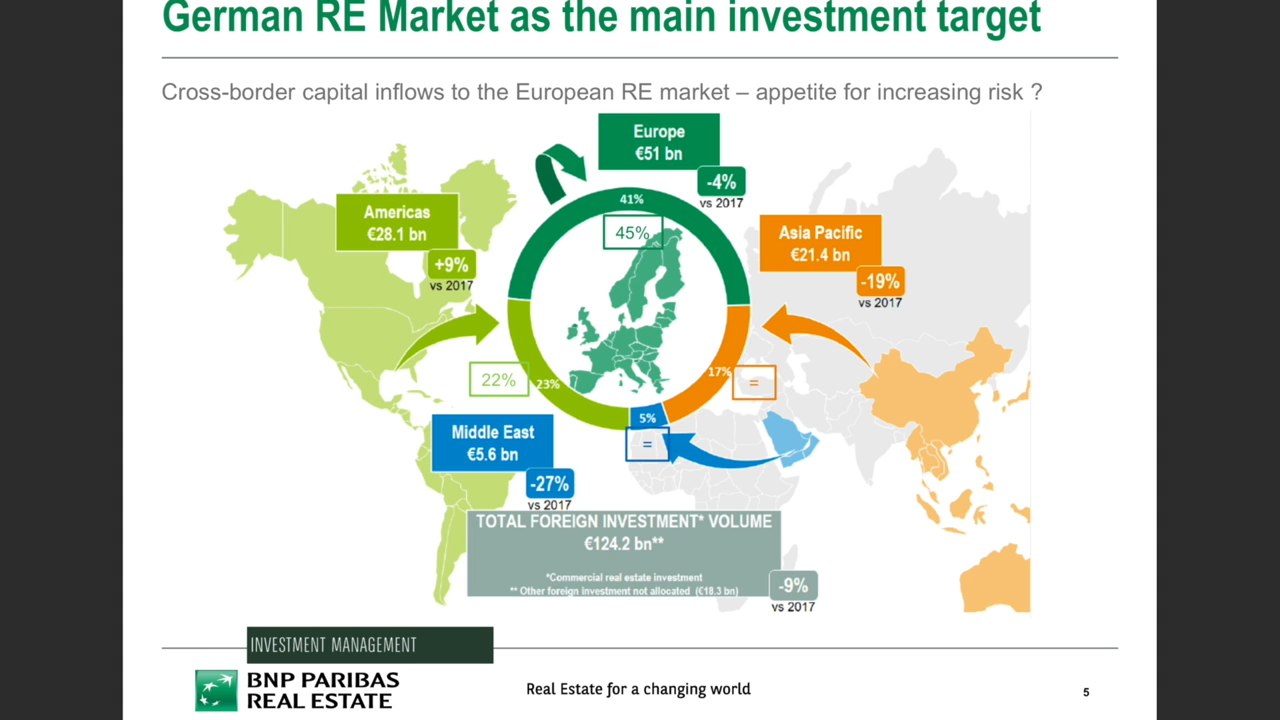 German RE Market as the main investment target
Cross-border capital inflows to the European RE market – appetite for increasing risk ?
Europe
€51 bn
-4%
vs 2017
41%
45%
Americas
€28.1 bn
+9%
vs 2017
Asia Pacific
€21.4 bn
-19%
vs 2017
22%
23%
17%
=
5%
=
Middle East
€5.6 bn
-27%
vs 2017
TOTAL FOREIGN INVESTMENT* VOLUME
€124.2 bn**
*Commercial real estate investment
** Other foreign investment not allocated (€18.3 bn)
-9%
vs 2017
INVESTMENT MANAGEMENT
BNP PARIBAS
REAL ESTATE
Real Estate for a changing world
5